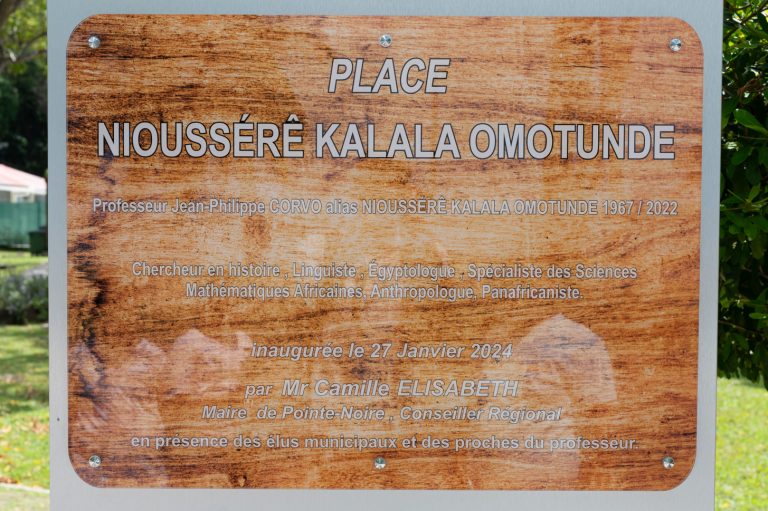 PLACE
NIOUSSÉRÊ KALALA OMOTUNDE
Professeur Jean-Philippe CORVO alias NIOUSSÉRÊ KALALA OMOTUNDE 1967 / 2022
Chercheur en histoire , Linguiste , Égyptologue , Spécialiste des Sciences
Mathématiques Africaines, Anthropologue, Panafricaniste.
inaugurée le 27 Janvier 2024
par Mr Camille ELISABETH
Maire de Pointe-Noire , Conseiller Régional
en présence des élus municipaux et des proches du professeur.